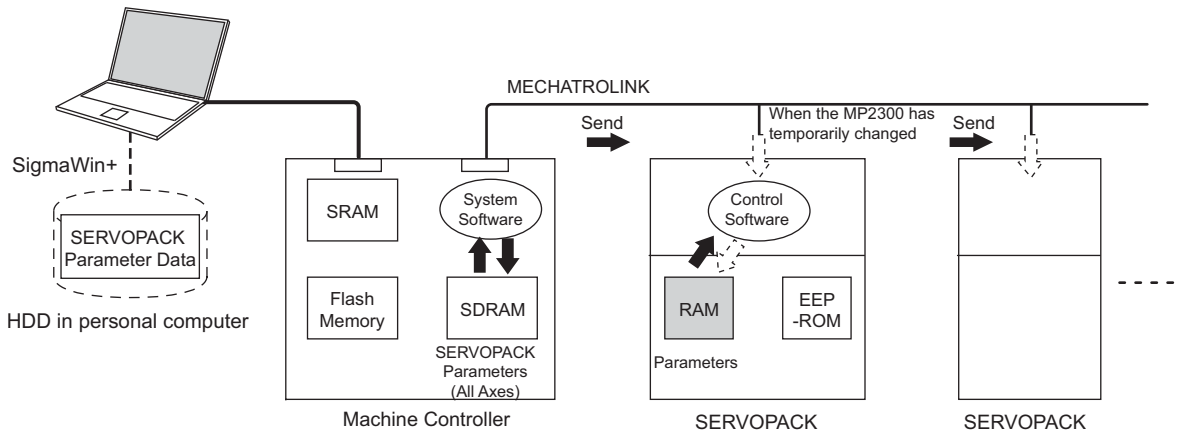 MECHATROLINK
When the MP2300 has
temporarily changed
Send
Send
SigmaWin+
SERVOPACK
Parameter Data
HDD in personal computer
SRAM
System
Software
Flash
Memory
SDRAM
SERVOPACK
Parameters
(All Axes)
Machine Controller
Control
Software
RAM
EEP
-ROM
Parameters
SERVOPACK
SERVOPACK